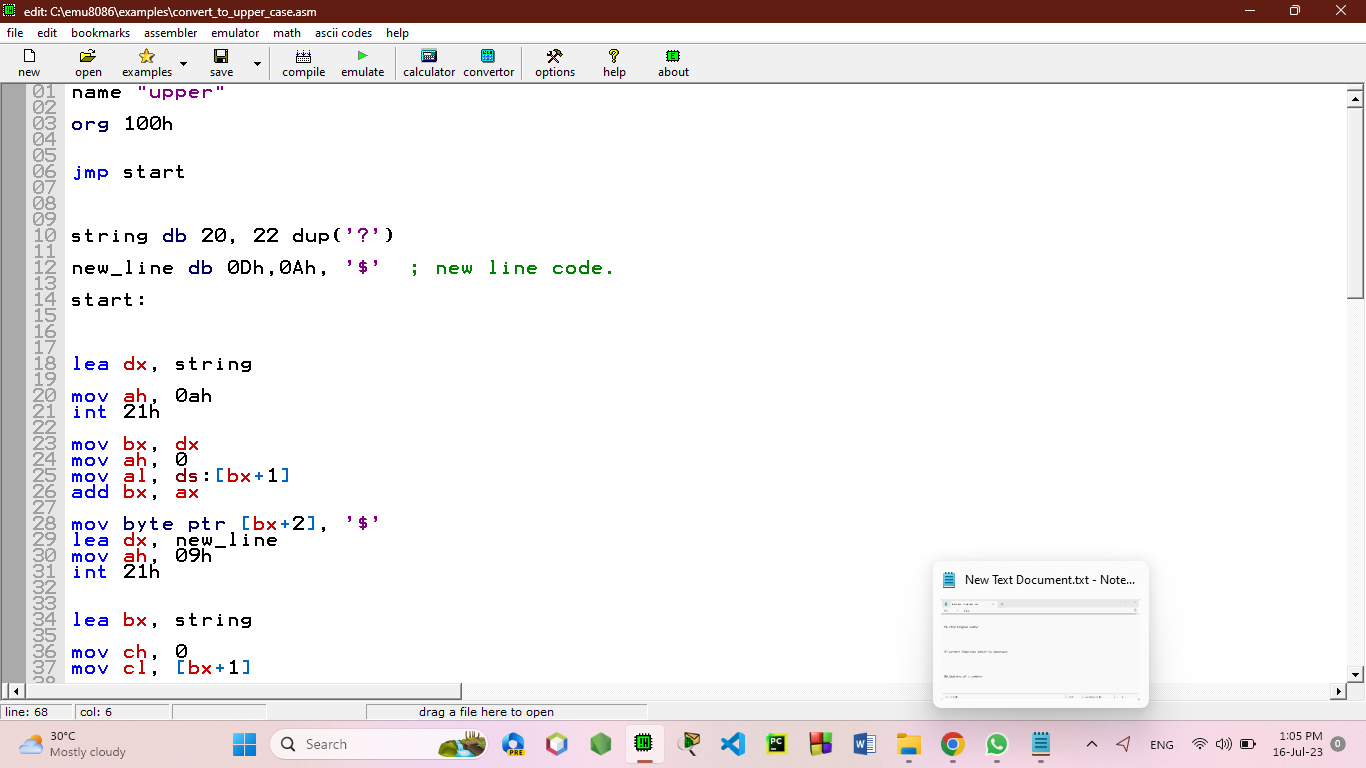 edit: C:\emu8086\examples\convert_to_upper_case.asm
file edit bookmarks assembler emulator math ascii codes help
new open examples save compile emulate calculator convertor options help about
01 name "upper"
02
03 org 100h
04
05
06 jmp start
07
08
09
10 string db 20, 22 dup('?')
11
12 new_line db 0Dh,0Ah, '$'  ; new line code.
13
14 start:
15
16
17
18 lea dx, string
19
20 mov ah, 0ah
21 int 21h
22
23 mov bx, dx
24 mov ah, 0
25 mov al, ds:[bx+1]
26 add bx, ax
27
28 mov byte ptr [bx+2], '$'
29 lea dx, new_line
30 mov ah, 09h
31 int 21h
32
33
34 lea bx, string
35
36 mov ch, 0
37 mov cl, [bx+1]
38
New Text Document.txt - Note...
line: 68 col: 6 drag a file here to open
30°C
Mostly cloudy
Search
PRE
PC
ENG
1:05 PM
16-Jul-23
0